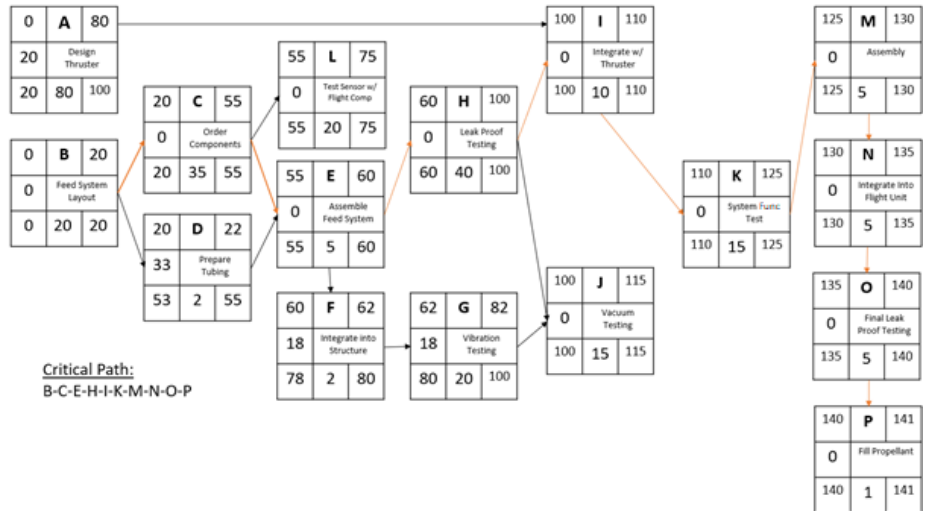 0 A 80
20 Design
Thruster
20 80 100
0 B 20
0 Feed System
Layout
0 20 20
20 C 55
0 Order
Components
20 35 55
20 D 22
33 Prepare
Tubing
53 2 55
55 L 75
0 Test Sensor w/
Flight Comp
55 20 75
55 E 60
0 Assemble
Feed System
55 5 60
60 F 62
18 Integrate into
Structure
78 2 80
60 H 100
0 Leak Proof
Testing
60 40 100
62 G 82
18 Vibration
Testing
80 20 100
100 I 110
0 Integrate w/
Thruster
100 10 110
100 J 115
0 Vacuum
Testing
100 15 115
110 K 125
0 System Func
Test
110 15 125
125 M 130
0 Assembly
125 5 130
130 N 135
0 Integrate Into
Flight Unit
130 5 135
135 O 140
0 Final Leak
Proof Testing
135 5 140
140 P 141
0 Fill Propellant
140 1 141
Critical Path:
B-C-E-H-I-K-M-N-O-P